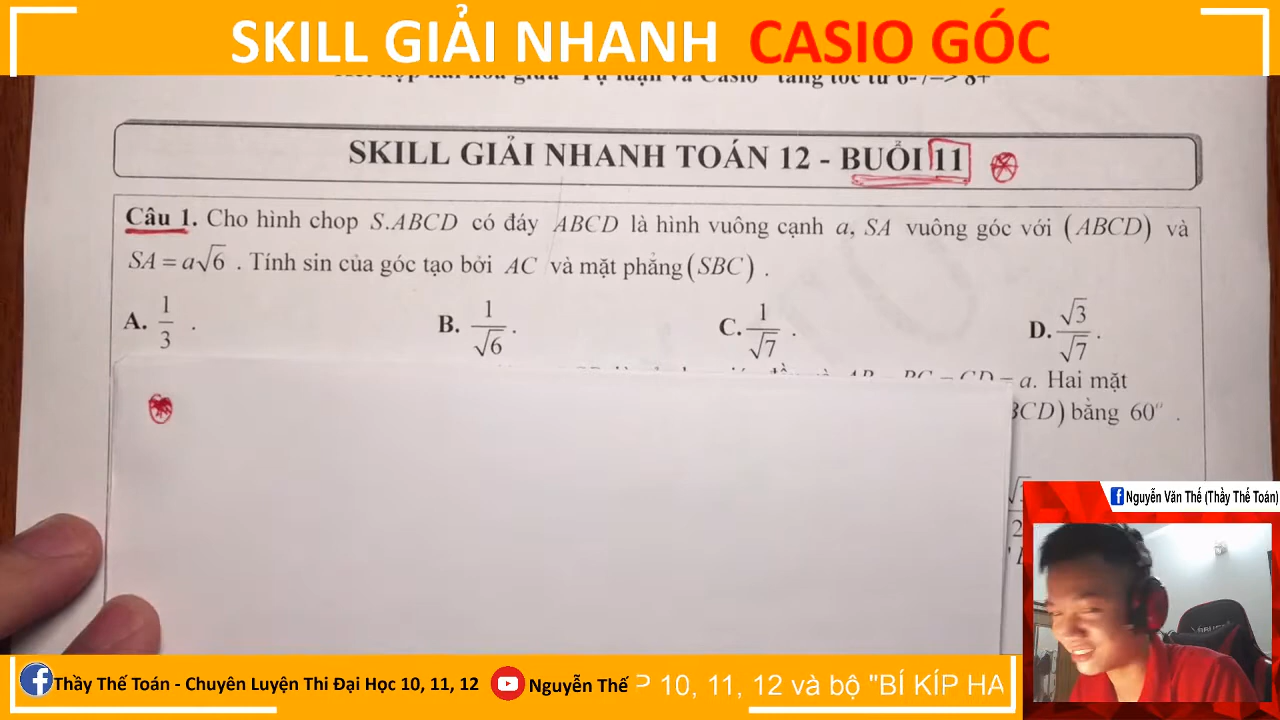 SKILL GIẢI NHANH CASIO GÓC
SKILL GIẢI NHANH TOÁN 12 - BUỔI 11
Câu 1. Cho hình chop S.ABCD có đáy ABCD là hình vuông cạnh a, SA vuông góc với (ABCD) và
SA = a√6 . Tính sin của góc tạo bởi AC và mặt phẳng (SBC) .
A. 1/3 . B. 1/√6 . C. 1/√7 . D. √3/√7 .
a. Hai mặt
BCD) bằng 60° .
Nguyễn Văn Thế (Thầy Thế Toán)
Thầy Thế Toán - Chuyên Luyện Thi Đại Học 10, 11, 12 Nguyễn Thế 10, 11, 12 và bộ "BÍ KÍP HA